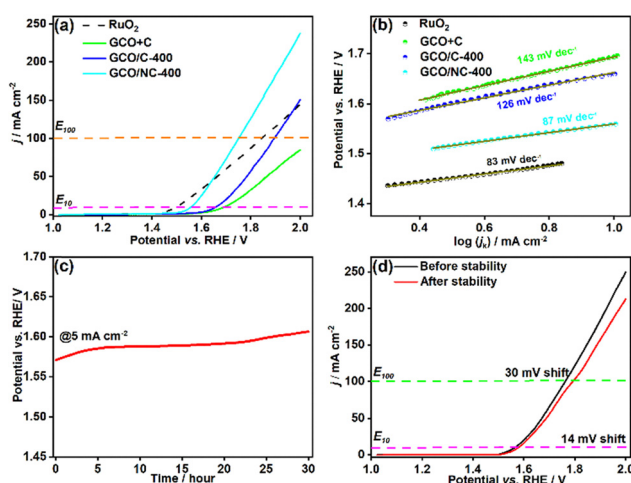 (a)
RuO2
GCO+C
GCO/C-400
GCO/NC-400
E100
E10
j / mA cm-2
250
200
150
100
50
0
1.0
1.2
1.4
1.6
1.8
2.0
Potential vs. RHE / V
(b)
RuO2
GCO+C
GCO/C-400
GCO/NC-400
143 mV dec-1
126 mV dec-1
87 mV dec-1
83 mV dec-1
Potential vs. RHE / V
1.7
1.6
1.5
1.4
0.4
0.6
0.8
1.0
log (jK) / mA cm-2
(c)
@5 mA cm-2
Potential vs. RHE/ V
1.70
1.65
1.60
1.55
1.50
1.45
0
5
10
15
20
25
30
Time / hour
(d)
Before stability
After stability
30 mV shift
E100
14 mV shift
E10
j / mA cm-2
250
200
150
100
50
0
1.0
1.2
1.4
1.6
1.8
2.0
Potential vs. RHE / V